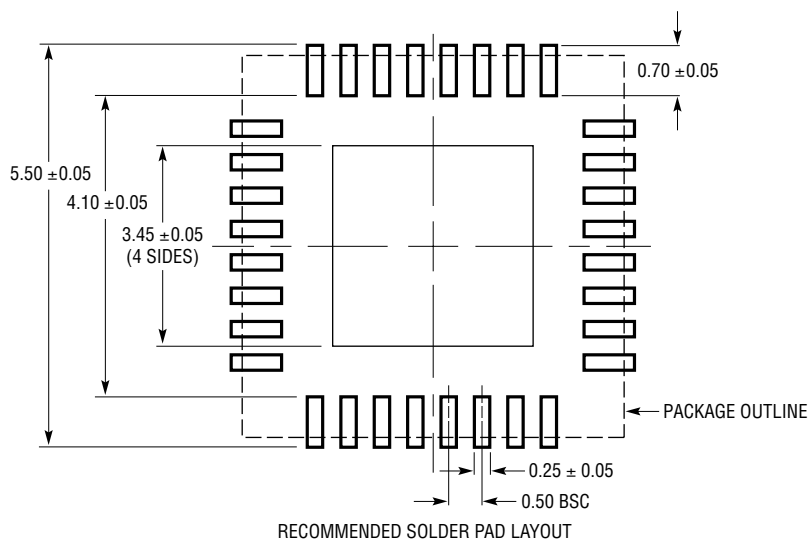 0.70 ±0.05
5.50 ±0.05
4.10 ±0.05
3.45 ±0.05
(4 SIDES)
PACKAGE OUTLINE
0.25 ± 0.05
0.50 BSC
RECOMMENDED SOLDER PAD LAYOUT